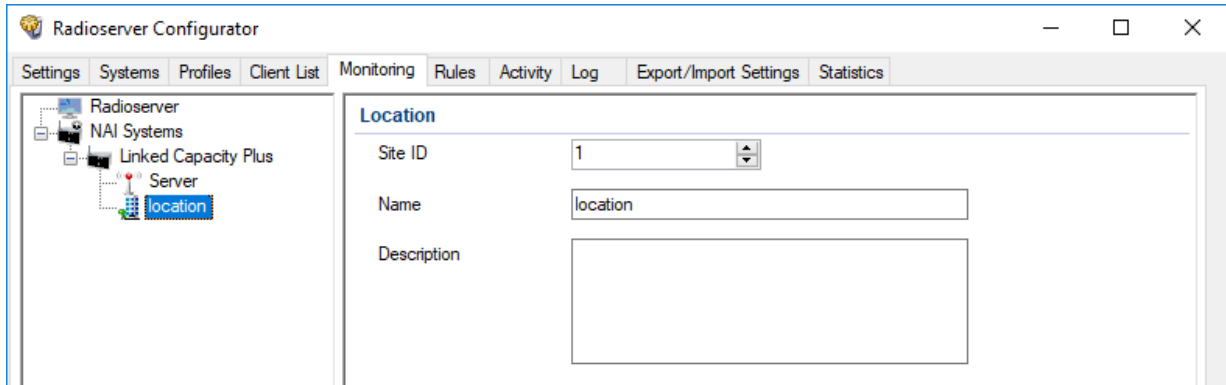 Radioserver Configurator
Settings Systems Profiles Client List Monitoring Rules Activity Log Export/Import Settings Statistics
Radioserver
NAI Systems
Linked Capacity Plus
Server
location
Location
Site ID 1
Name location
Description